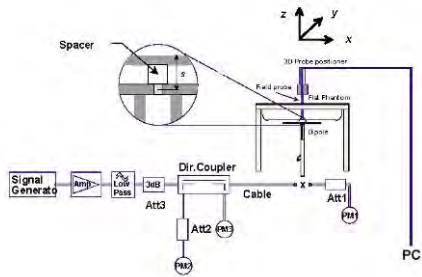 z
y
x
Spacer
s
3D Probe positioner
Field probe
Flat Phantom
Dipole
Signal
Generato
Amp
Low
Pass
3dB
Att3
Dir.Coupler
Cable
x
Att1
PM1
Att2
PM3
PM2
PC